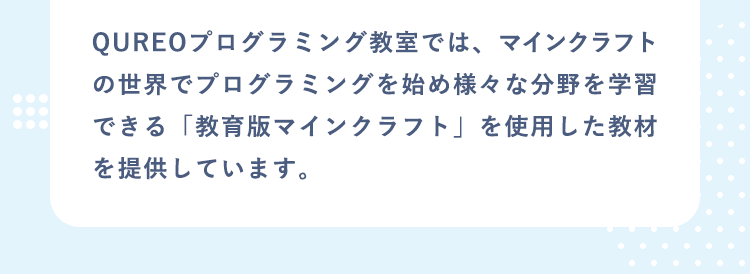 QUREOプログラミング教室では、マインクラフト
の世界でプログラミングを始め様々な分野を学習
できる「教育版マインクラフト」を使用した教材
を提供しています。